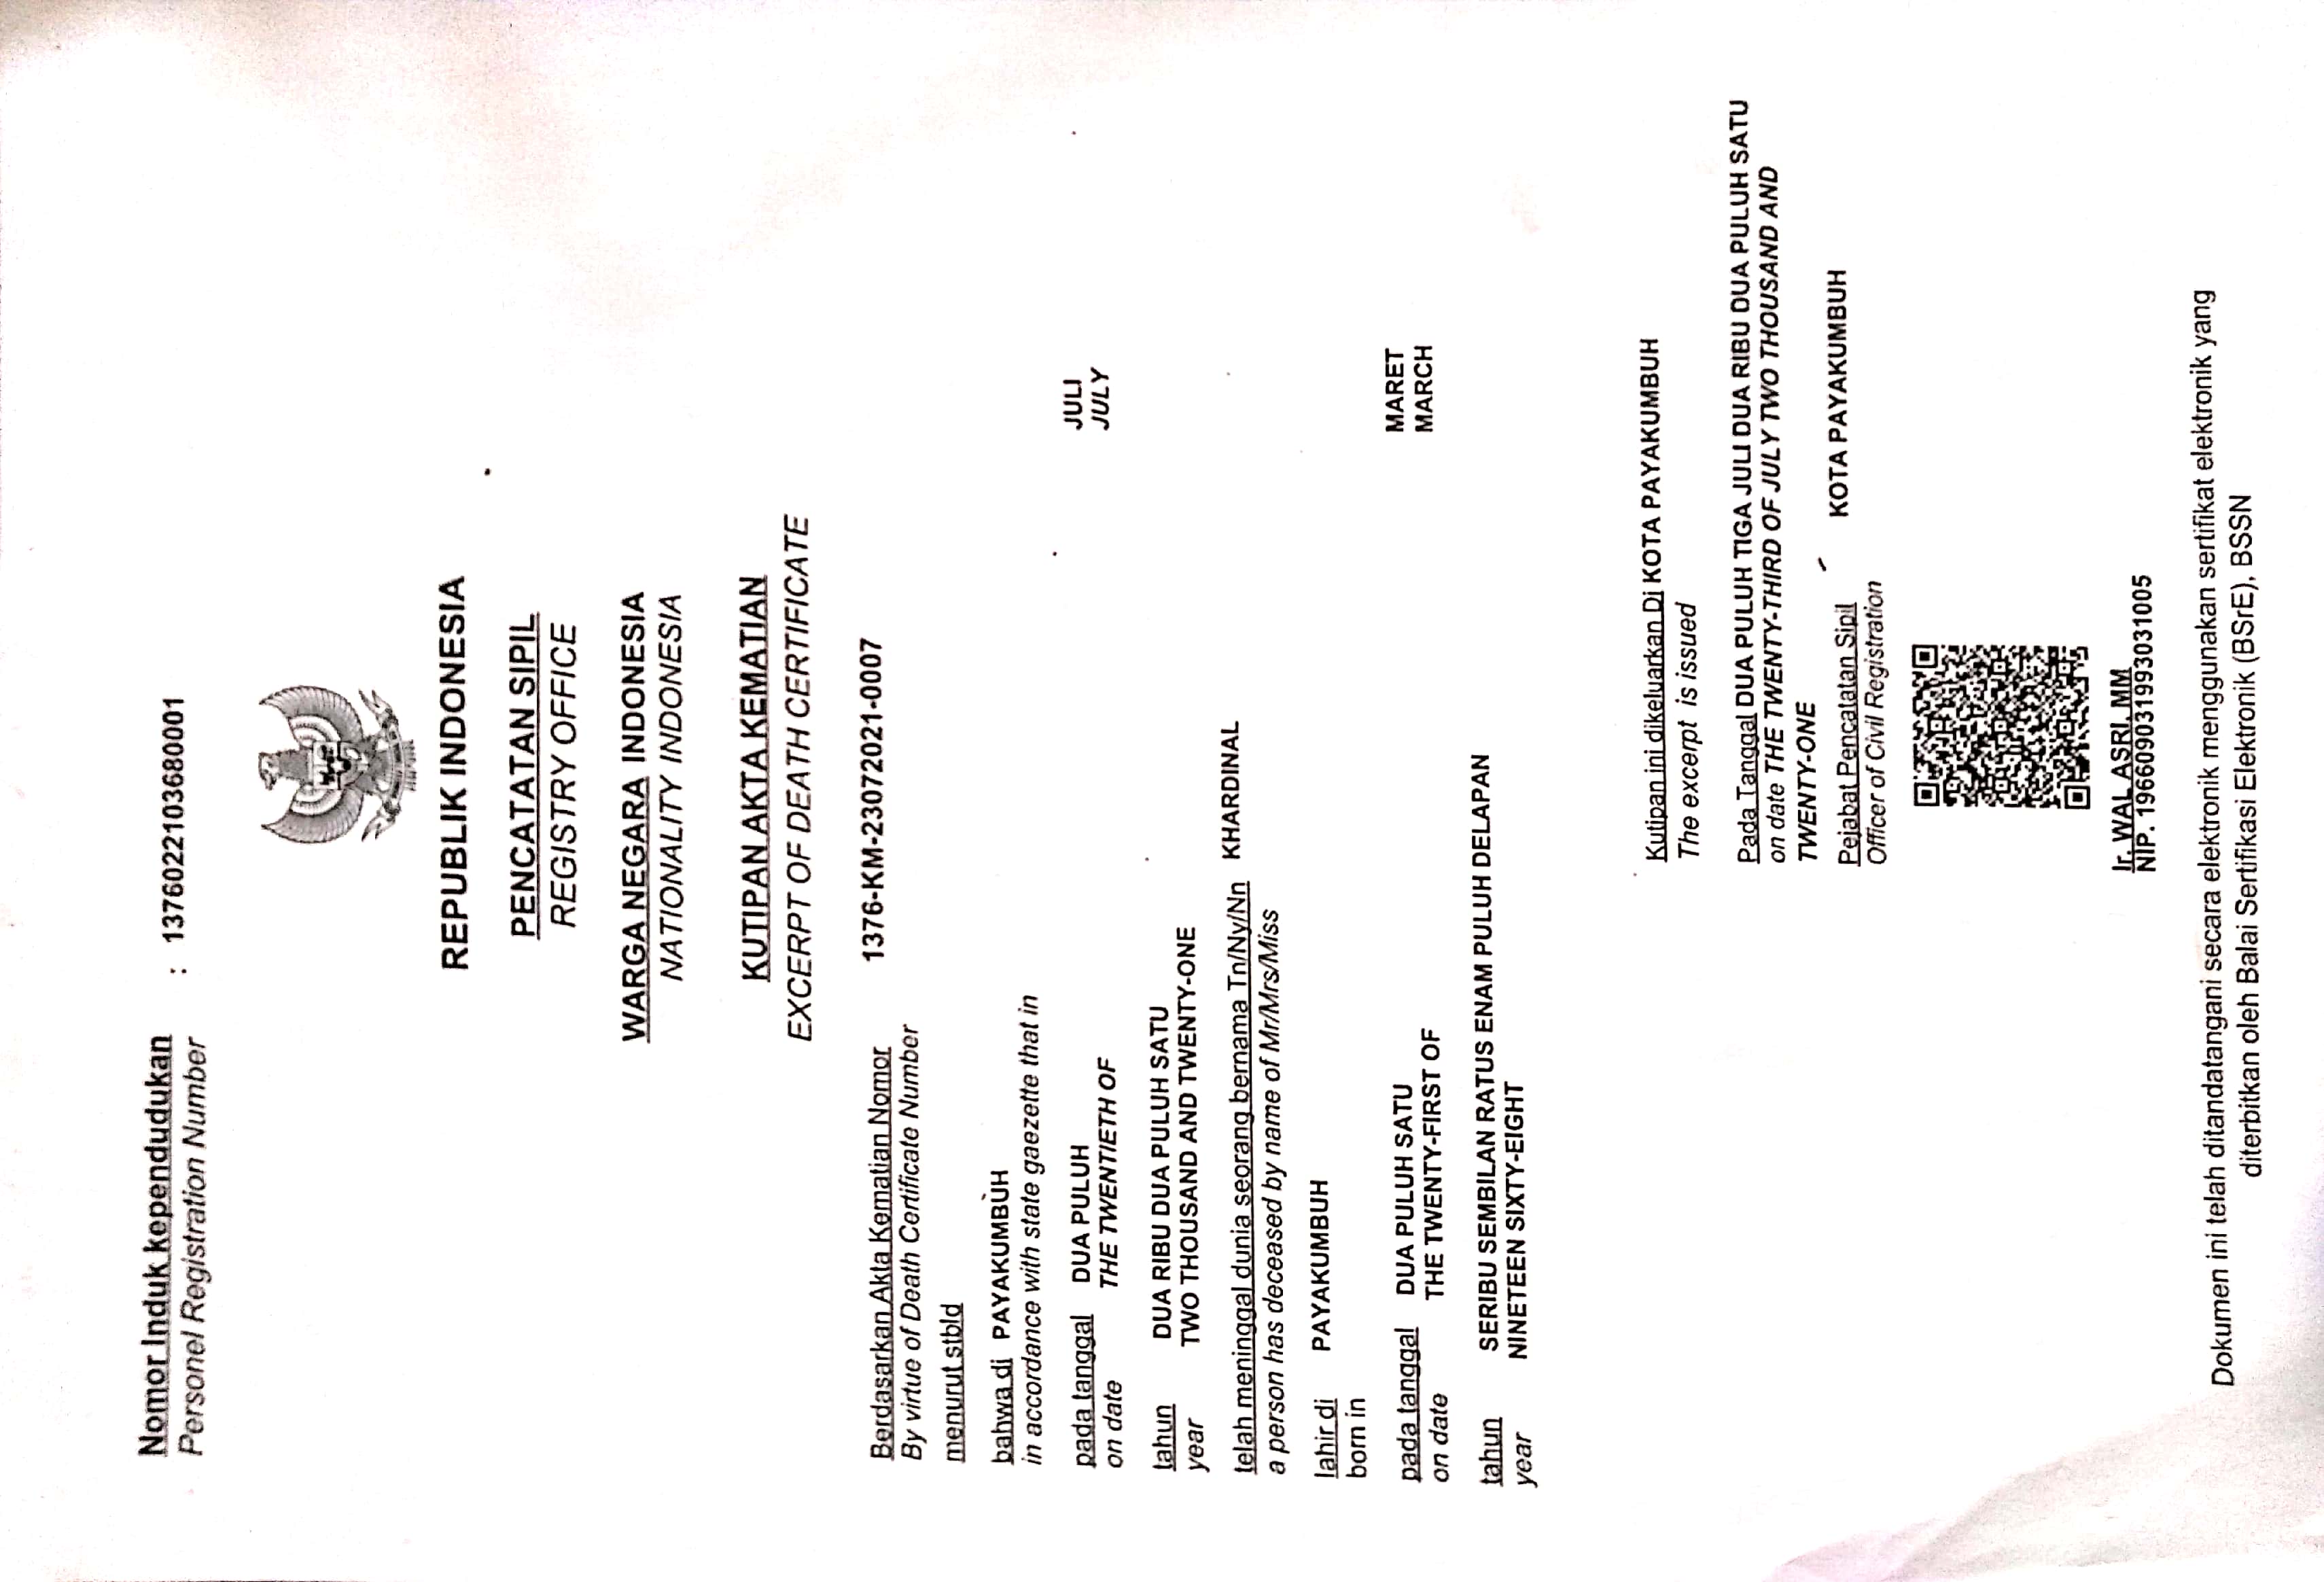 Nomor Induk kependudukan : 1376022103680001
Personel Registration Number
REPUBLIK INDONESIA
PENCATATAN SIPIL
REGISTRY OFFICE
WARGA NEGARA INDONESIA
NATIONALITY INDONESIA
KUTIPAN AKTA KEMATIAN
EXCERPT OF DEATH CERTIFICATE
Berdasarkan Akta Kematian Nomor 1376-KM-23072021-0007
By virtue of Death Certificate Number
menurut stbld
bahwa di PAYAKUMBUH
in accordance with state gaezette that in
pada tanggal DUA PULUH JULI
on date THE TWENTIETH OF JULY
tahun DUA RIBU DUA PULUH SATU
year TWO THOUSAND AND TWENTY-ONE
telah meninggal dunia seorang bernama Tn/Ny/Nn KHARDINAL
a person has deceased by name of Mr/Mrs/Miss
lahir di PAYAKUMBUH
born in
pada tanggal DUA PULUH SATU MARET
on date THE TWENTY-FIRST OF MARCH
tahun SERIBU SEMBILAN RATUS ENAM PULUH DELAPAN
year NINETEEN SIXTY-EIGHT
Kutipan ini dikeluarkan Di KOTA PAYAKUMBUH
The excerpt is issued
Pada Tanggal DUA PULUH TIGA JULI DUA RIBU DUA PULUH SATU
on date THE TWENTY-THIRD OF JULY TWO THOUSAND AND
TWENTY-ONE
Pejabat Pencatatan Sipil KOTA PAYAKUMBUH
Officer of Civil Registration
Ir. WAL ASRI, MM
NIP. 196609031993031005
Dokumen ini telah ditandatangani secara elektronik menggunakan sertifikat elektronik yang
diterbitkan oleh Balai Sertifikasi Elektronik (BSrE), BSSN